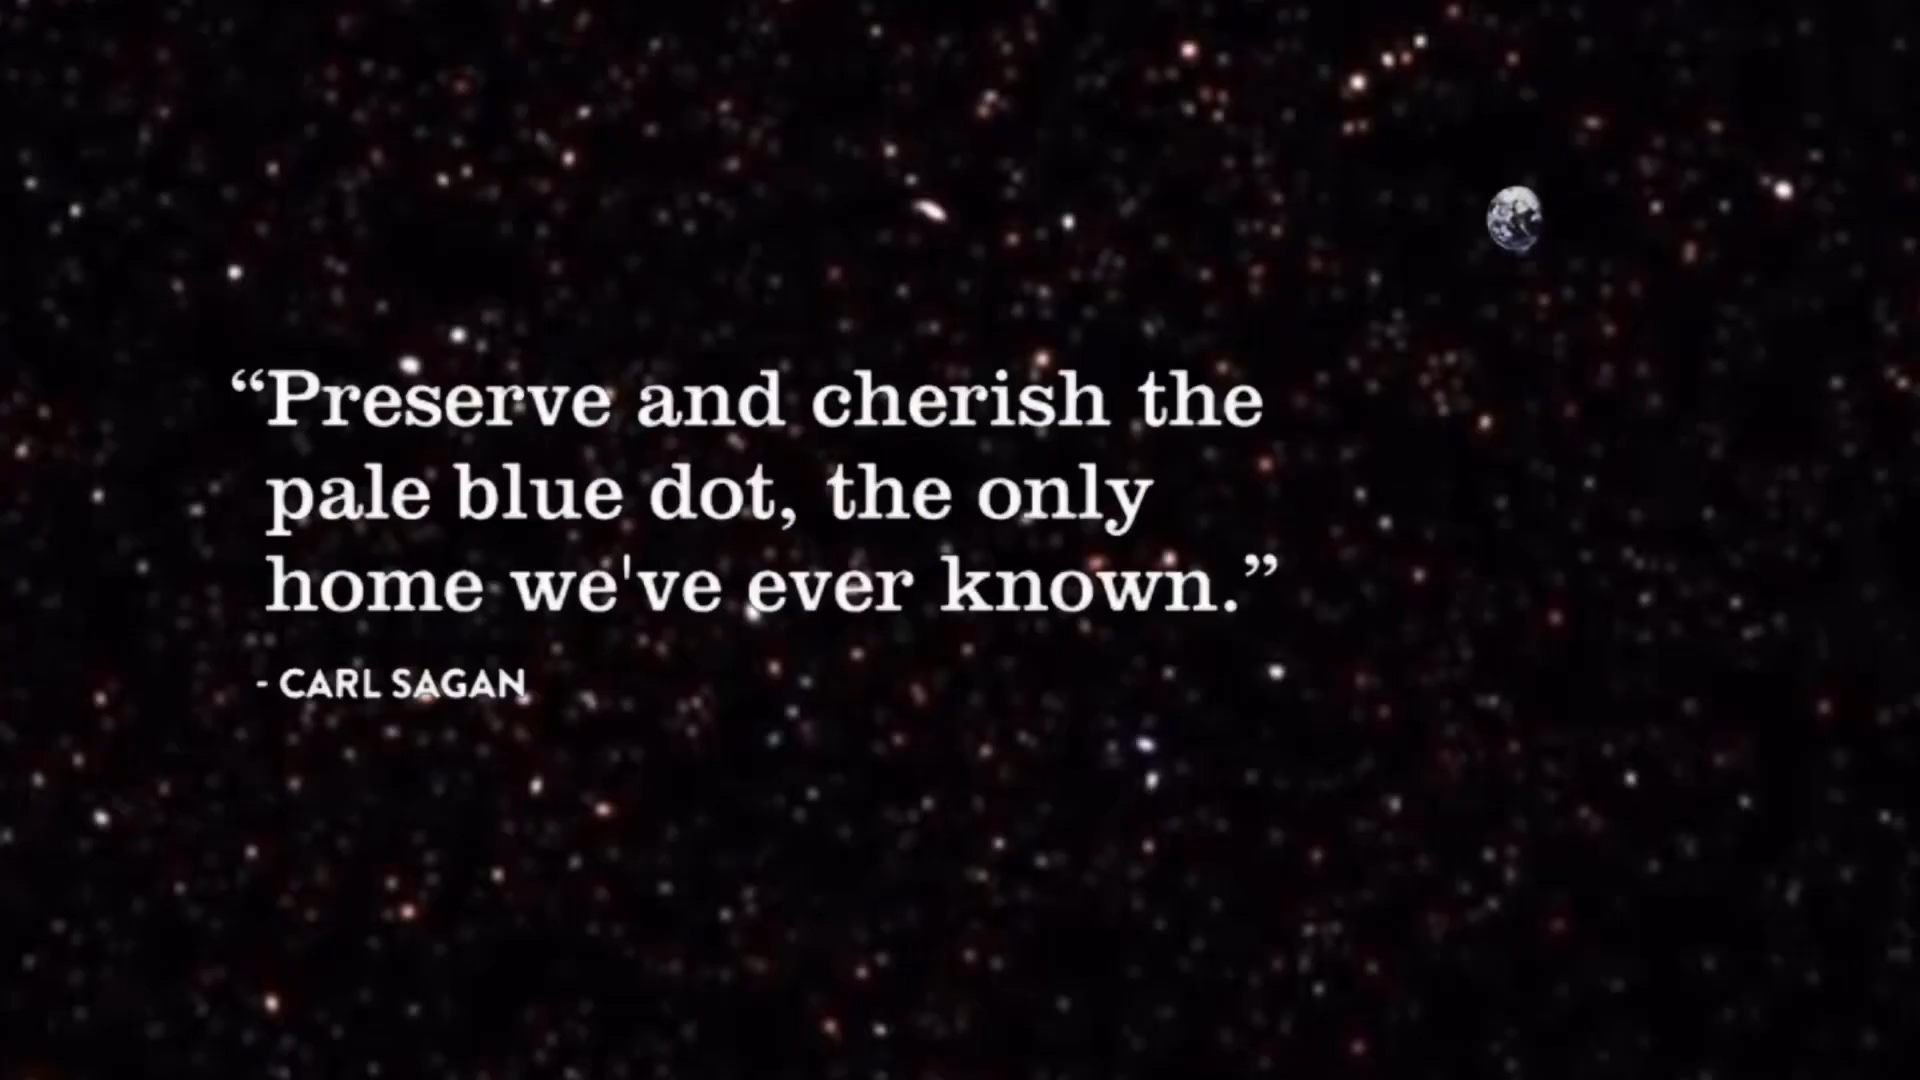 “Preserve and cherish the
pale blue dot, the only
home we've ever known.”
- CARL SAGAN